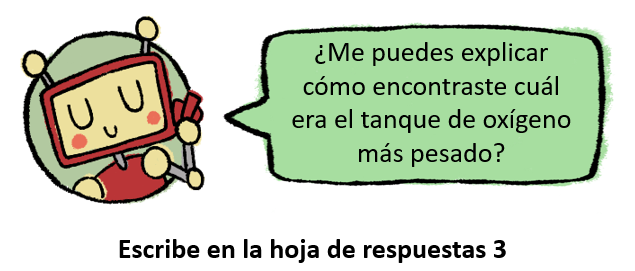 ¿Me puedes explicar
cómo encontraste cuál
era el tanque de oxígeno
más pesado?
Escribe en la hoja de respuestas 3